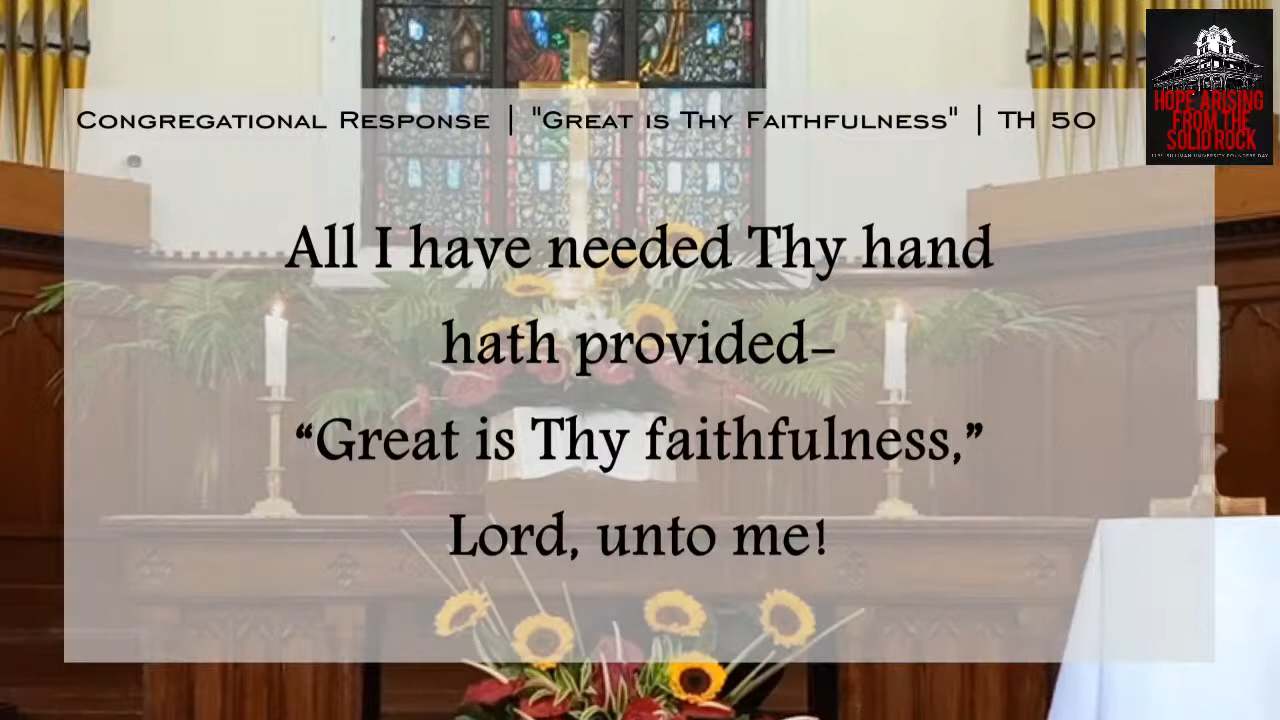 Congregational Response | "Great is Thy Faithfulness" | TH 50
HOPE ARISING
FROM THE
SOLID ROCK
All I have needed Thy hand
hath provided–
“Great is Thy faithfulness,”
Lord, unto me!